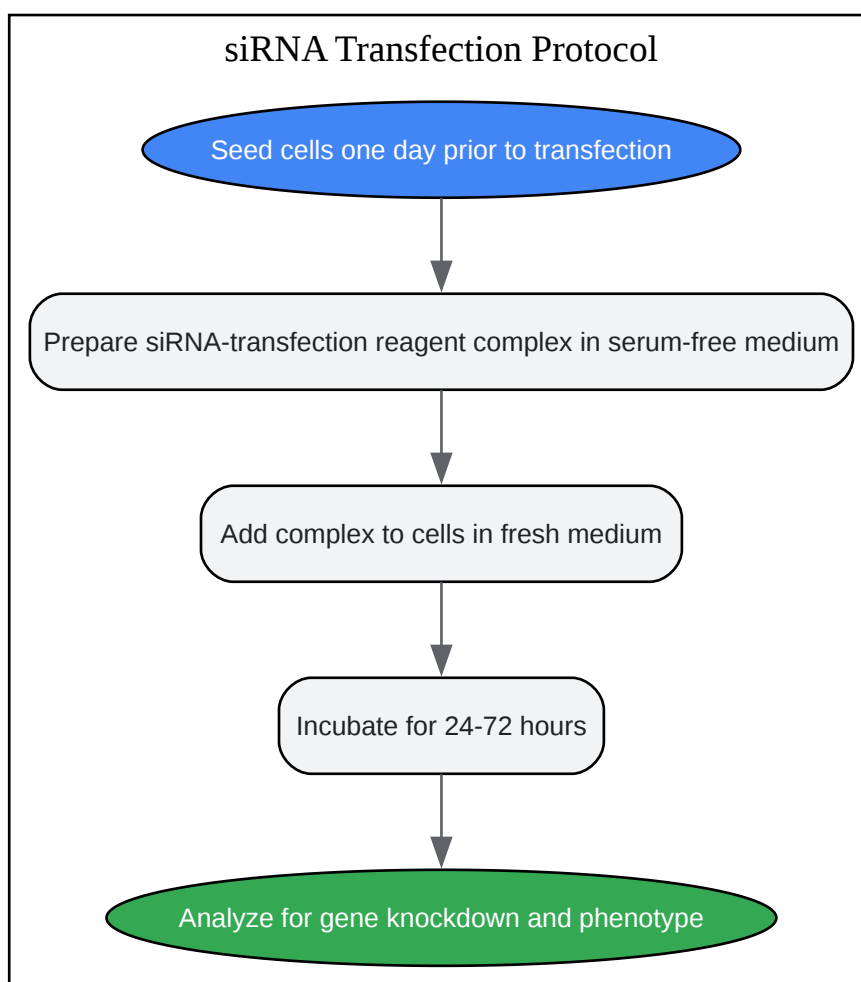 siRNA Transfection Protocol
Seed cells one day prior to transfection
Prepare siRNA-transfection reagent complex in serum-free medium
Add complex to cells in fresh medium
Incubate for 24-72 hours
Analyze for gene knockdown and phenotype